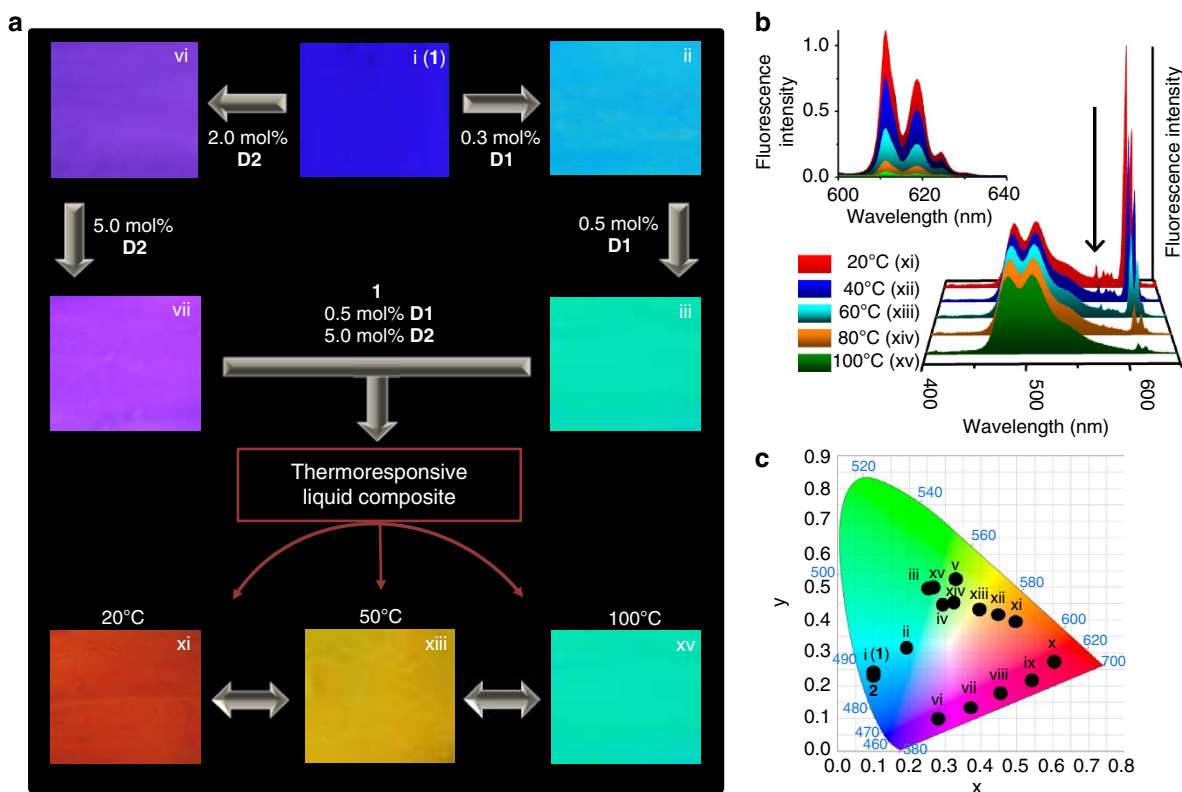 a
vi
i (1)
ii
2.0 mol%
D2
0.3 mol%
D1
5.0 mol%
D2
0.5 mol%
D1
vii
1
0.5 mol% D1
5.0 mol% D2
iii
Thermoresponsive
liquid composite
20°C
50°C
100°C
xi
xiii
xv
b
Fluorescence
intensity
1.0
0.5
0.0
600
620
640
Wavelength (nm)
20°C (xi)
40°C (xii)
60°C (xiii)
80°C (xiv)
100°C (xv)
Fluorescence intensity
400
500
600
Wavelength (nm)
c
y
0.9
0.8
0.7
0.6
0.5
0.4
0.3
0.2
0.1
0.0
0.0 0.1 0.2 0.3 0.4 0.5 0.6 0.7 0.8
x
520
540
560
580
600
620
700
500
490
480
470
460
380
iii
xv
v
xiv
iv
xiii
xii
xi
ii
i (1)
2
x
ix
viii
vii
vi